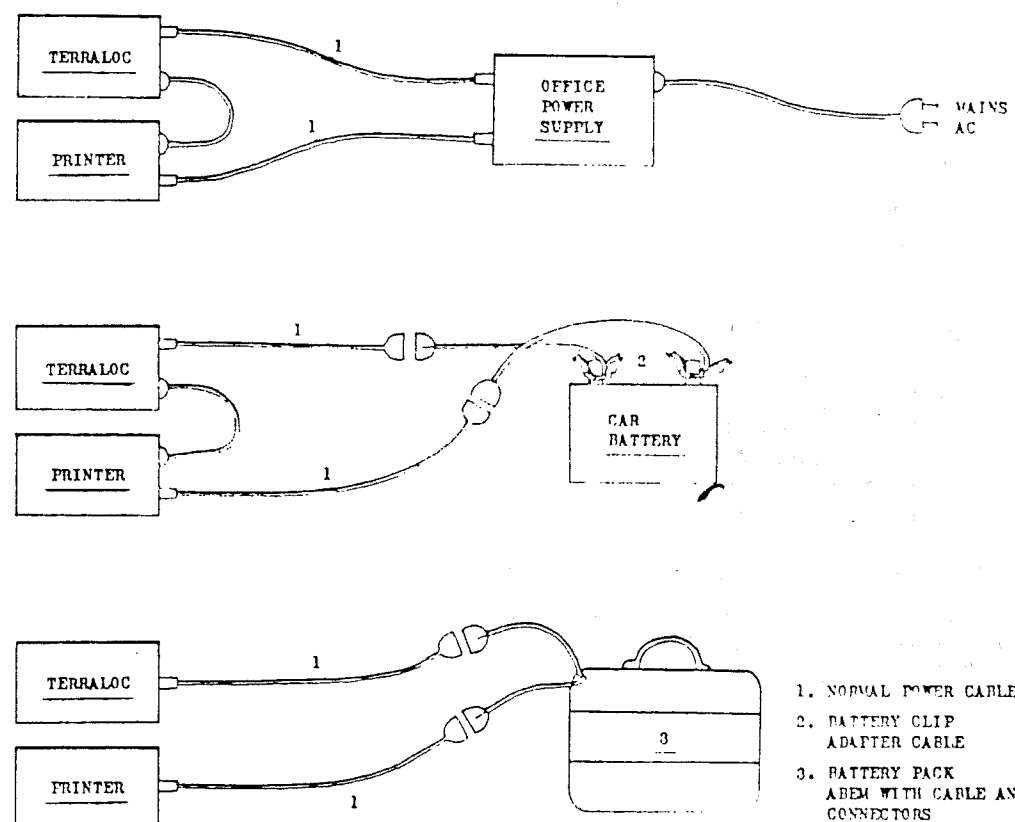 TERRALOC
1
OFFICE
POWER
SUPPLY
MAINS
AC
1
PRINTER
1
TERRALOC
2
CAR
BATTERY
PRINTER
1
TERRALOC
1
3
PRINTER
1
1. NORMAL POWER CABLE
2. BATTERY CLIP
ADAPTER CABLE
3. BATTERY PACK
ABEM WITH CABLE AN
CONNECTORS